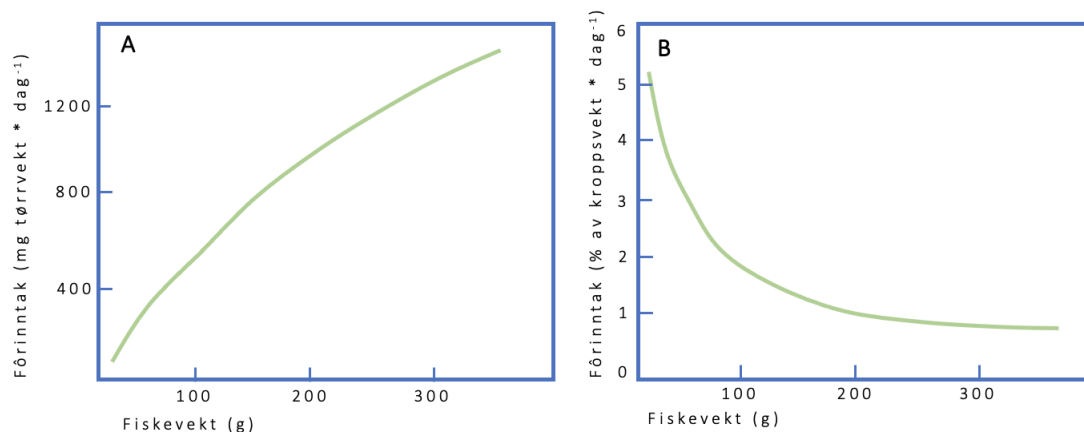 A
Fôrinntak (mg tørrvekt * dag-1)
1200
800
400
100 200 300
Fiskevekt (g)
B
Fôrinntak (% av kroppsvekt * dag-1)
6
5
4
3
2
1
0
100 200 300
Fiskevekt (g)